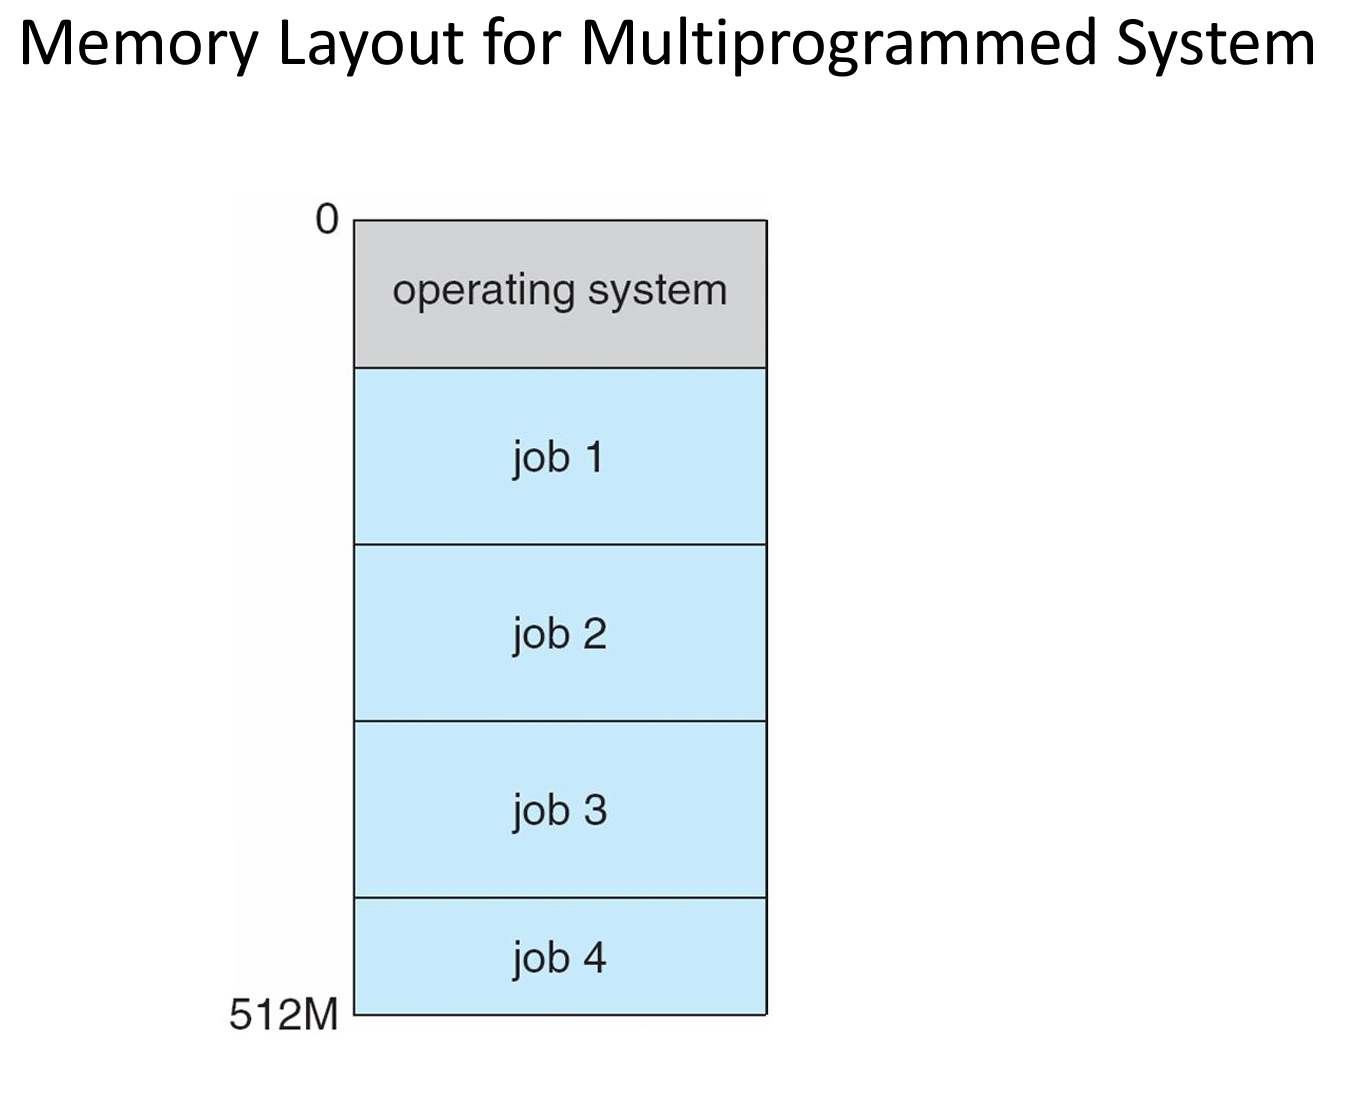 Memory Layout for Multiprogrammed System
0
operating system
job 1
job 2
job 3
job 4
512M